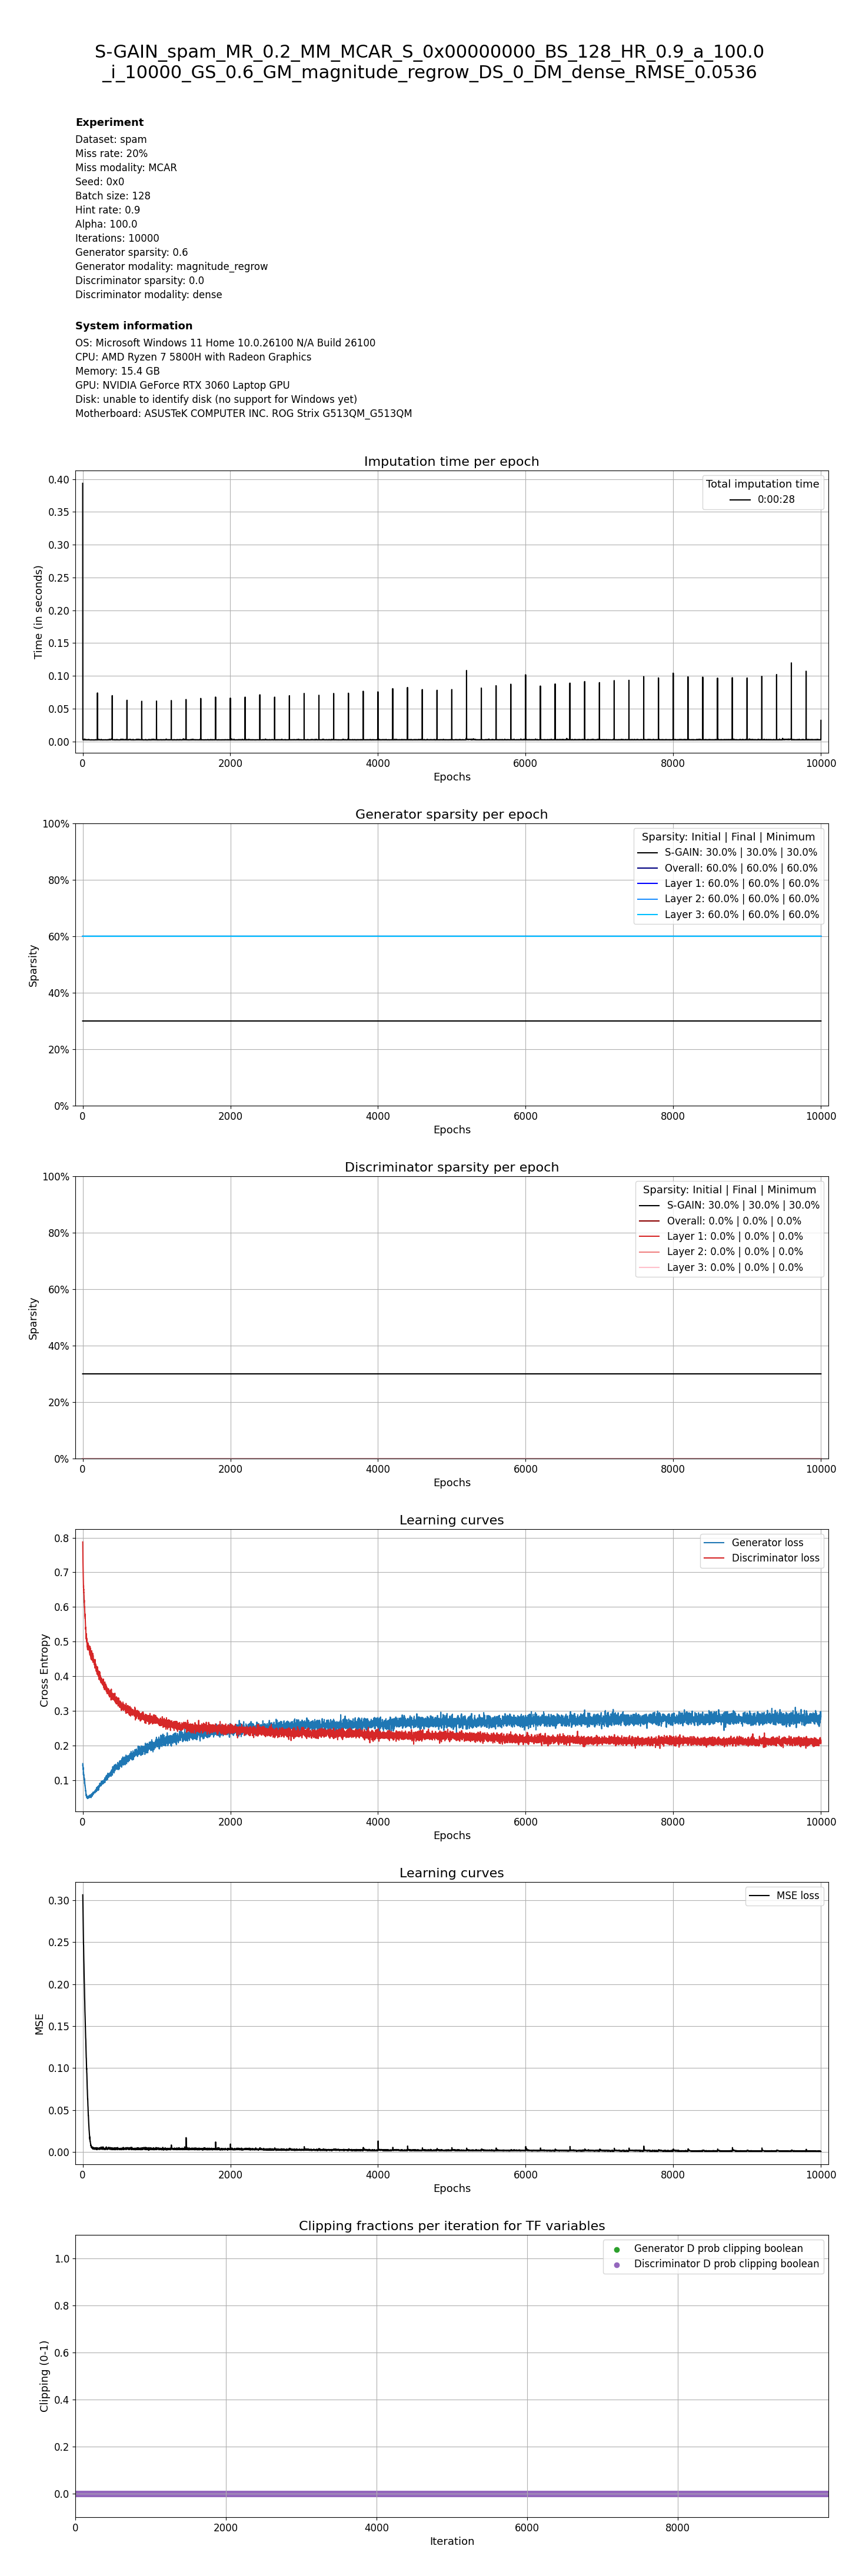 S-GAIN_spam_MR_0.2_MM_MCAR_S_0x00000000_BS_128_HR_0.9_a_100.0
_i_10000_GS_0.6_GM_magnitude_regrow_DS_0_DM_dense_RMSE_0.0536
Experiment
Dataset: spam
Miss rate: 20%
Miss modality: MCAR
Seed: 0x0
Batch size: 128
Hint rate: 0.9
Alpha: 100.0
Iterations: 10000
Generator sparsity: 0.6
Generator modality: magnitude_regrow
Discriminator sparsity: 0.0
Discriminator modality: dense
System information
OS: Microsoft Windows 11 Home 10.0.26100 N/A Build 26100
CPU: AMD Ryzen 7 5800H with Radeon Graphics
Memory: 15.4 GB
GPU: NVIDIA GeForce RTX 3060 Laptop GPU
Disk: unable to identify disk (no support for Windows yet)
Motherboard: ASUSTeK COMPUTER INC. ROG Strix G513QM_G513QM
Imputation time per epoch
Total imputation time
0:00:28
Time (in seconds)
0.40
0.35
0.30
0.25
0.20
0.15
0.10
0.05
0.00
0 2000 4000 6000 8000 10000
Epochs
Generator sparsity per epoch
Sparsity: Initial | Final | Minimum
S-GAIN: 30.0% | 30.0% | 30.0%
Overall: 60.0% | 60.0% | 60.0%
Layer 1: 60.0% | 60.0% | 60.0%
Layer 2: 60.0% | 60.0% | 60.0%
Layer 3: 60.0% | 60.0% | 60.0%
Sparsity
100%
80%
60%
40%
20%
0%
0 2000 4000 6000 8000 10000
Epochs
Discriminator sparsity per epoch
Sparsity: Initial | Final | Minimum
S-GAIN: 30.0% | 30.0% | 30.0%
Overall: 0.0% | 0.0% | 0.0%
Layer 1: 0.0% | 0.0% | 0.0%
Layer 2: 0.0% | 0.0% | 0.0%
Layer 3: 0.0% | 0.0% | 0.0%
Sparsity
100%
80%
60%
40%
20%
0%
0 2000 4000 6000 8000 10000
Epochs
Learning curves
Generator loss
Discriminator loss
Cross Entropy
0.8
0.7
0.6
0.5
0.4
0.3
0.2
0.1
0 2000 4000 6000 8000 10000
Epochs
Learning curves
MSE loss
MSE
0.30
0.25
0.20
0.15
0.10
0.05
0.00
0 2000 4000 6000 8000 10000
Epochs
Clipping fractions per iteration for TF variables
Generator D prob clipping boolean
Discriminator D prob clipping boolean
Clipping (0-1)
1.0
0.8
0.6
0.4
0.2
0.0
0 2000 4000 6000 8000
Iteration